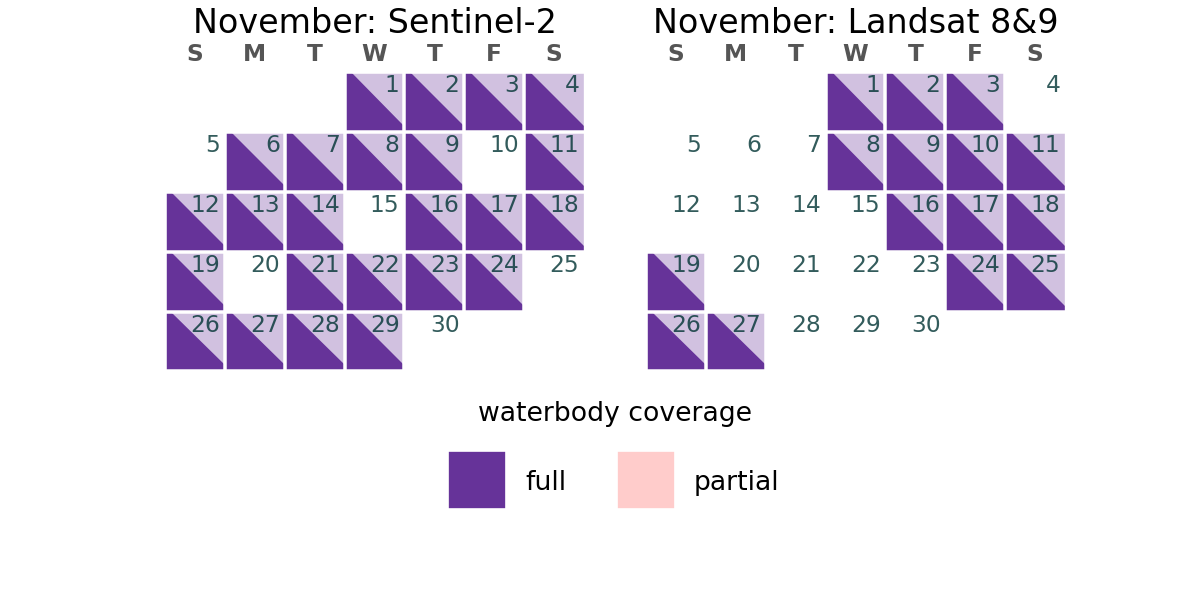 November: Sentinel-2
S M T W T F S
1 2 3 4
5 6 7 8 9 10 11
12 13 14 15 16 17 18
19 20 21 22 23 24 25
26 27 28 29 30
November: Landsat 8&9
S M T W T F S
1 2 3 4
5 6 7 8 9 10 11
12 13 14 15 16 17 18
19 20 21 22 23 24 25
26 27 28 29 30
waterbody coverage
full partial